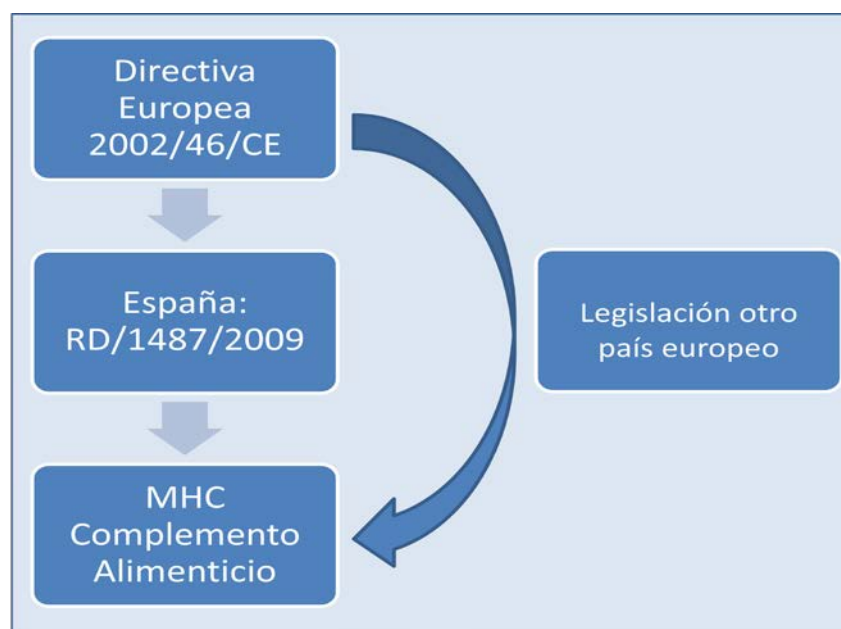 Directiva
Europea
2002/46/CE
España:
RD/1487/2009
MHC
Complemento
Alimenticio
Legislación otro
país europeo